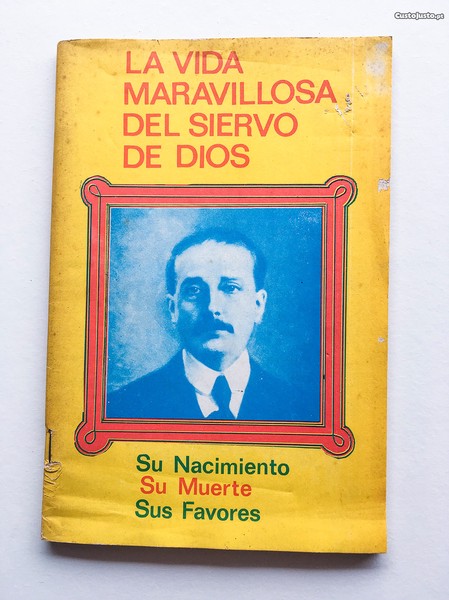 CustoJusto.pt
LA VIDA
MARAVILLOSA
DEL SIERVO
DE DIOS
Su Nacimiento
Su Muerte
Sus Favores